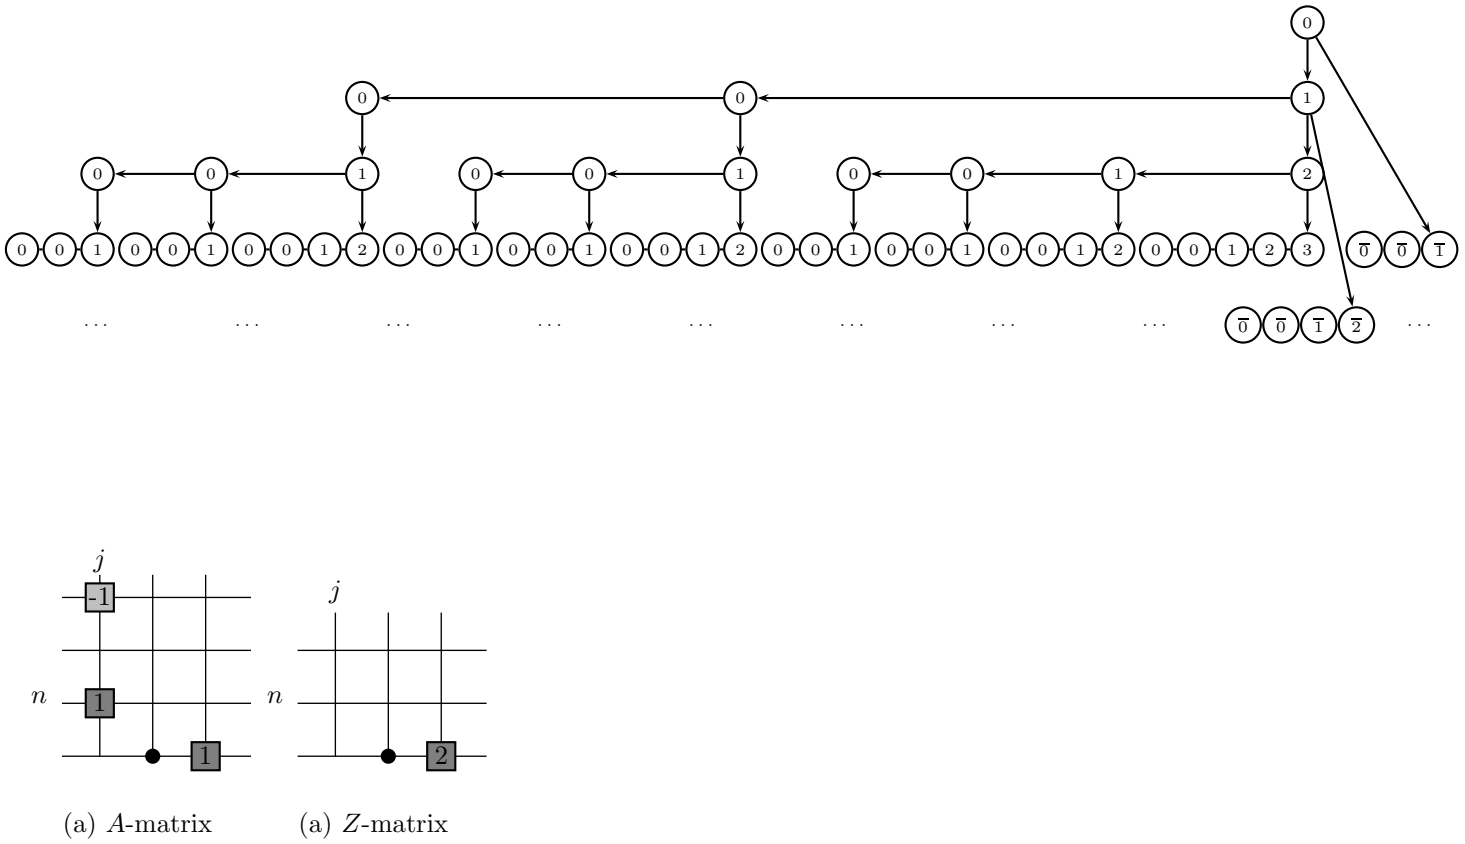 0
0 0 1
0 0 1 0 0 1 0 0 1 2
0 0 1 0 0 1 0 0 1 2 0 0 1 0 0 1 0 0 1 2 0 0 1 0 0 1 0 0 1 2 0 0 1 2 3 0̅ 0̅ 1̅
... ... ... ... ... ... ... ... 0̅ 0̅ 1̅ 2̅ ...
j
-1
j
n 1
n
1
2
(a) A-matrix
(a) Z-matrix